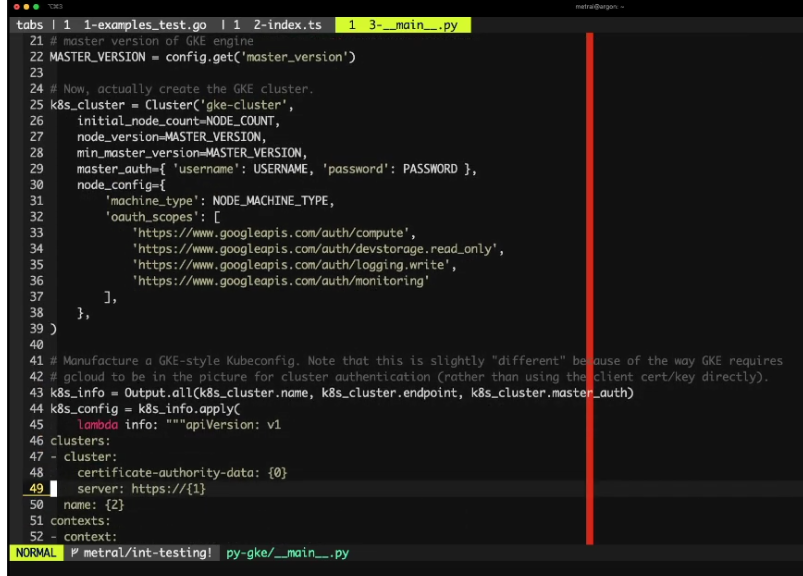 ⌥⌘3
metral@argon: ~
tabs | 1 1-examples_test.go | 1 2-index.ts 1 3-__main__.py
21 # master version of GKE engine
22 MASTER_VERSION = config.get('master_version')
23
24 # Now, actually create the GKE cluster.
25 k8s_cluster = Cluster('gke-cluster',
26     initial_node_count=NODE_COUNT,
27     node_version=MASTER_VERSION,
28     min_master_version=MASTER_VERSION,
29     master_auth={ 'username': USERNAME, 'password': PASSWORD },
30     node_config={
31         'machine_type': NODE_MACHINE_TYPE,
32         'oauth_scopes': [
33             'https://www.googleapis.com/auth/compute',
34             'https://www.googleapis.com/auth/devstorage.read_only',
35             'https://www.googleapis.com/auth/logging.write',
36             'https://www.googleapis.com/auth/monitoring'
37         ],
38     },
39 )
40
41 # Manufacture a GKE-style Kubeconfig. Note that this is slightly "different" because of the way GKE requires
42 # gcloud to be in the picture for cluster authentication (rather than using the client cert/key directly).
43 k8s_info = Output.all(k8s_cluster.name, k8s_cluster.endpoint, k8s_cluster.master_auth)
44 k8s_config = k8s_info.apply(
45     lambda info: """apiVersion: v1
46 clusters:
47 - cluster:
48     certificate-authority-data: {0}
49     server: https://{1}
50   name: {2}
51 contexts:
52 - context:
NORMAL metral/int-testing! py-gke/__main__.py